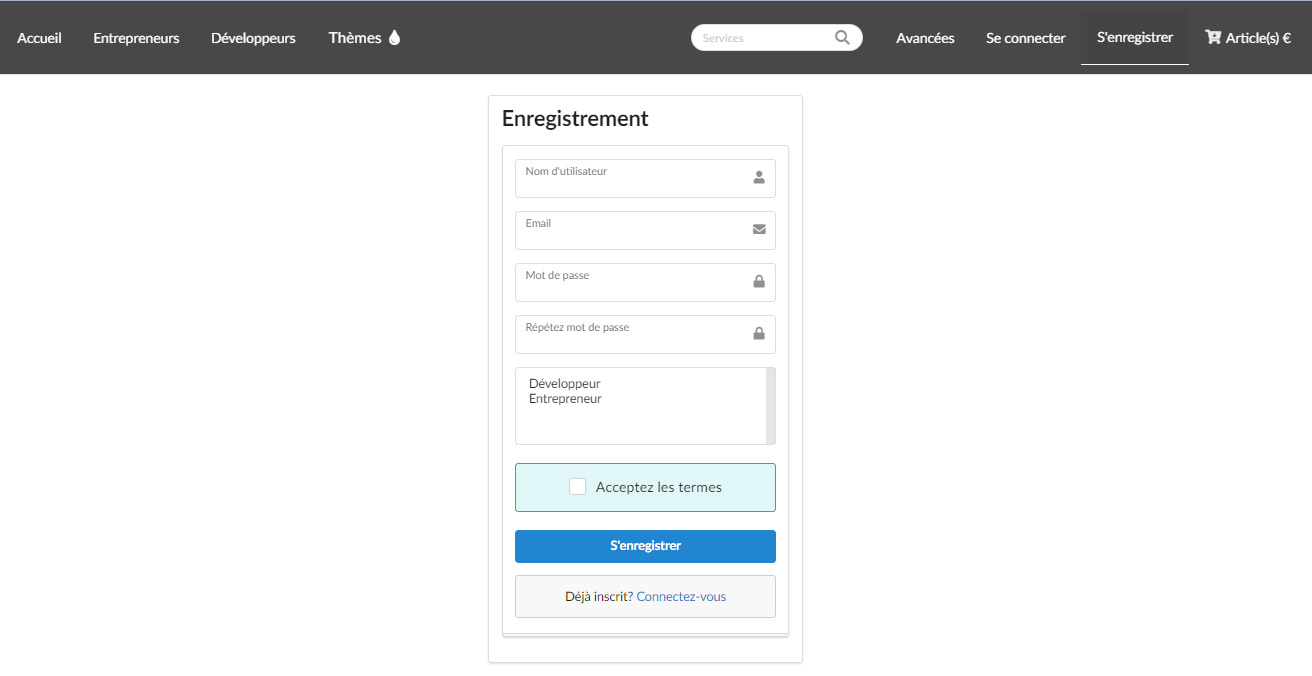 Accueil Entrepreneurs Développeurs Thèmes Services Avancées Se connecter S'enregistrer Article(s) €
Enregistrement
Nom d'utilisateur
Email
Mot de passe
Répétez mot de passe
Développeur
Entrepreneur
Acceptez les termes
S'enregistrer
Déjà inscrit? Connectez-vous